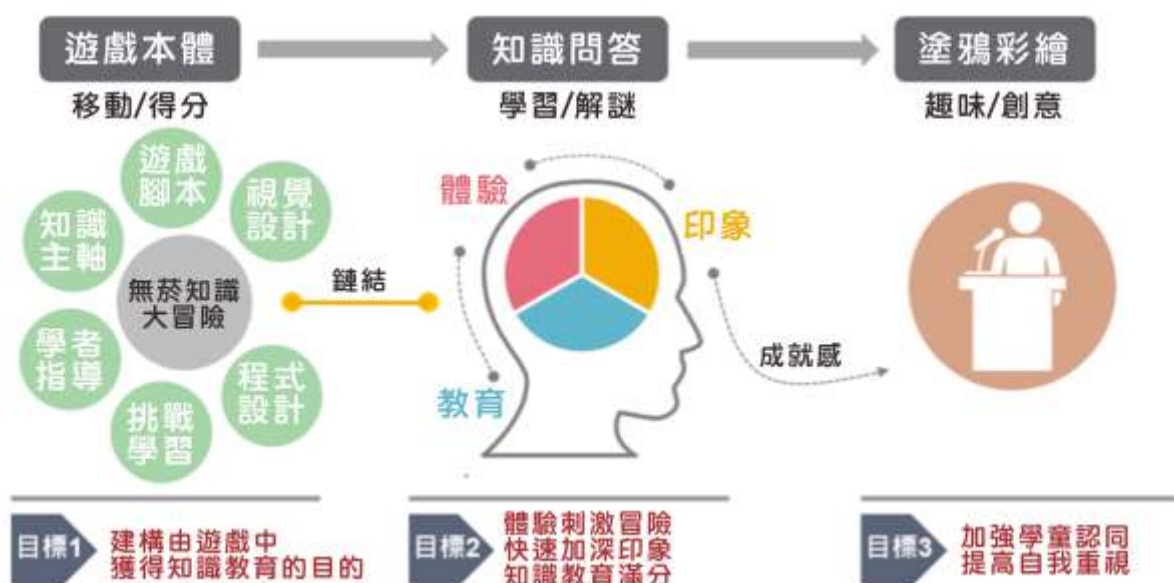 遊戲本體
知識問答
塗鴉彩繪
移動/得分
學習/解謎
趣味/創意
遊戲
腳本
視覺
設計
知識
主軸
無菸知識
大冒險
學者
指導
程式
設計
挑戰
學習
鏈結
體驗
印象
教育
成就感
目標1
建構由遊戲中
獲得知識教育的目的
目標2
體驗刺激冒險
快速加深印象
知識教育滿分
目標3
加強學童認同
提高自我重視